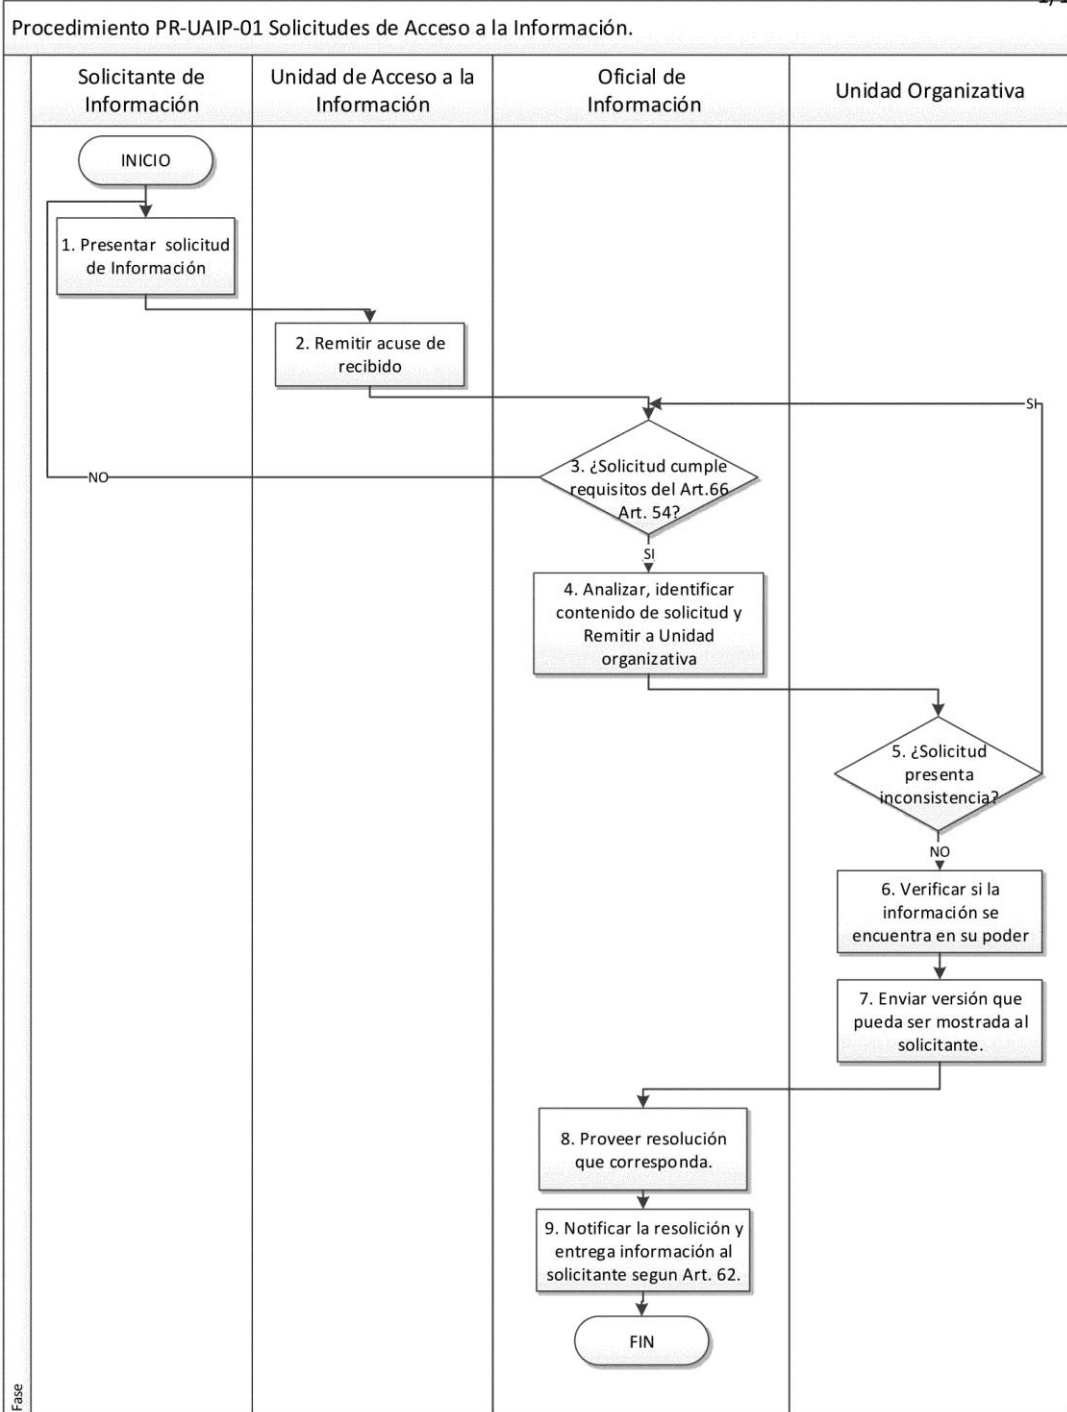 Procedimiento PR-UAIP-01 Solicitudes de Acceso a la Información.
Solicitante de
Información
Unidad de Acceso a la
Información
Oficial de
Información
Unidad Organizativa
INICIO
1. Presentar solicitud
de Información
2. Remitir acuse de
recibido
SI
3. ¿Solicitud cumple
requisitos del Art.66
Art. 54?
NO
SI
4. Analizar, identificar
contenido de solicitud y
Remitir a Unidad
organizativa
5. ¿Solicitud
presenta
inconsistencia?
NO
6. Verificar si la
información se
encuentra en su poder
7. Enviar versión que
pueda ser mostrada al
solicitante.
8. Proveer resolución
que corresponda.
9. Notificar la resolición y
entrega información al
solicitante segun Art. 62.
FIN
Fase